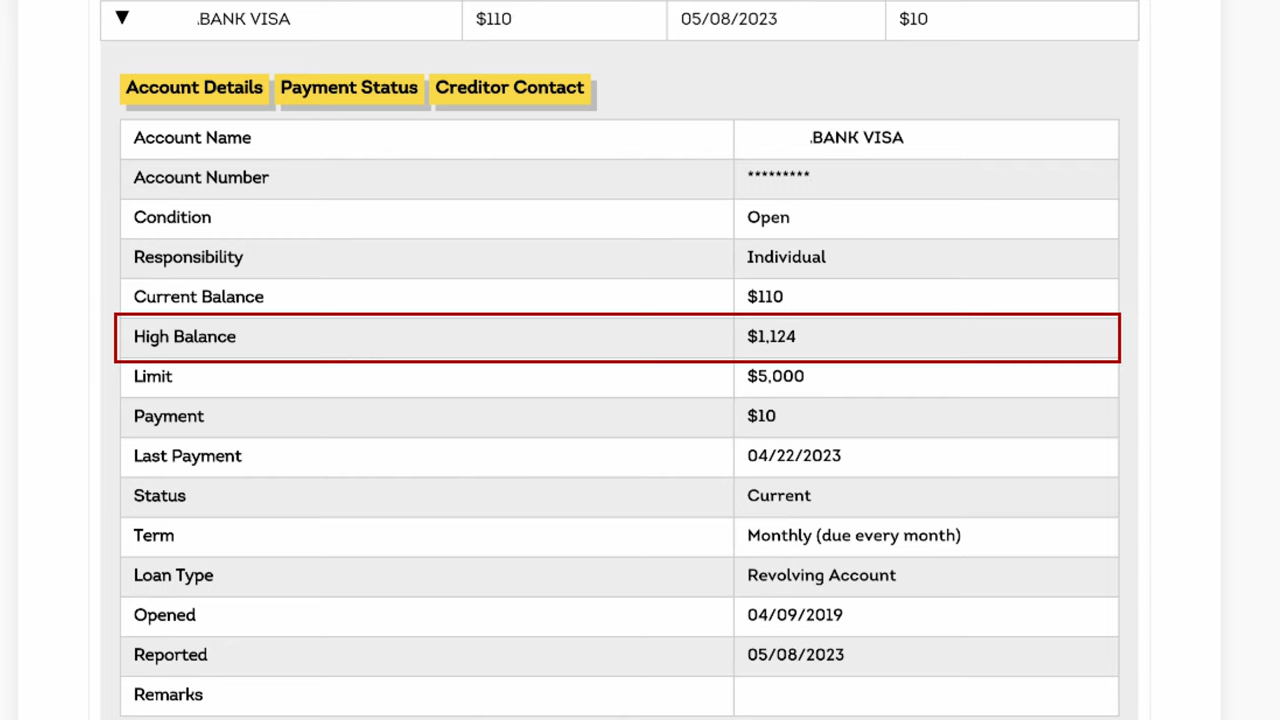 ▼ .BANK VISA $110 05/08/2023 $10
Account Details Payment Status Creditor Contact
Account Name .BANK VISA
Account Number *********
Condition Open
Responsibility Individual
Current Balance $110
High Balance $1,124
Limit $5,000
Payment $10
Last Payment 04/22/2023
Status Current
Term Monthly (due every month)
Loan Type Revolving Account
Opened 04/09/2019
Reported 05/08/2023
Remarks